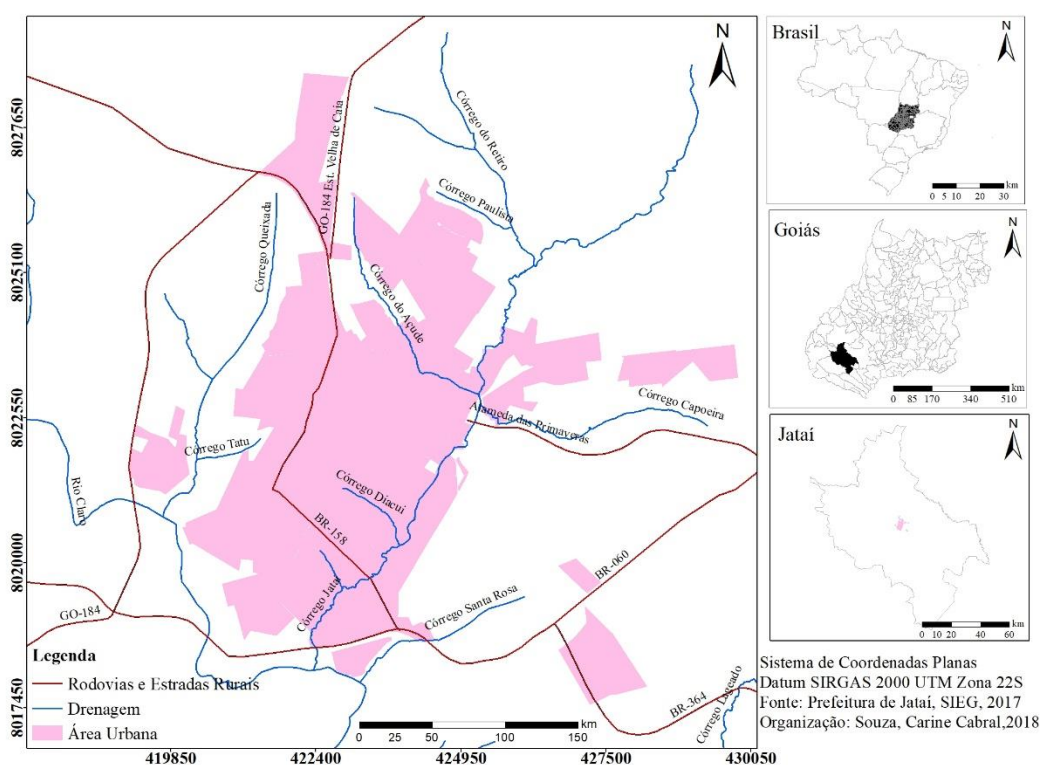 N
8027650
8025100
8022550
8020000
8017450
GO-184 Est. Velha de Caia
Córrego do Retiro
Córrego Paulista
Córrego Queixada
Córrego do Açude
Córrego Capoeira
Alameda das Primaveras
Córrego Tatu
Rio Claro
Córrego Diacuí
BR-158
BR-060
Córrego Jataí
Córrego Santa Rosa
GO-184
BR-364
Córrego Lageado
Legenda
Rodovias e Estradas Rurais
Drenagem
Área Urbana
km
0 25 50 100 150
419850 422400 424950 427500 430050
Brasil
N
km
0 5 10 20 30
Goiás
N
km
0 85 170 340 510
Jataí
N
km
0 10 20 40 60
Sistema de Coordenadas Planas
Datum SIRGAS 2000 UTM Zona 22S
Fonte: Prefeitura de Jataí, SIEG, 2017
Organização: Souza, Carine Cabral,2018